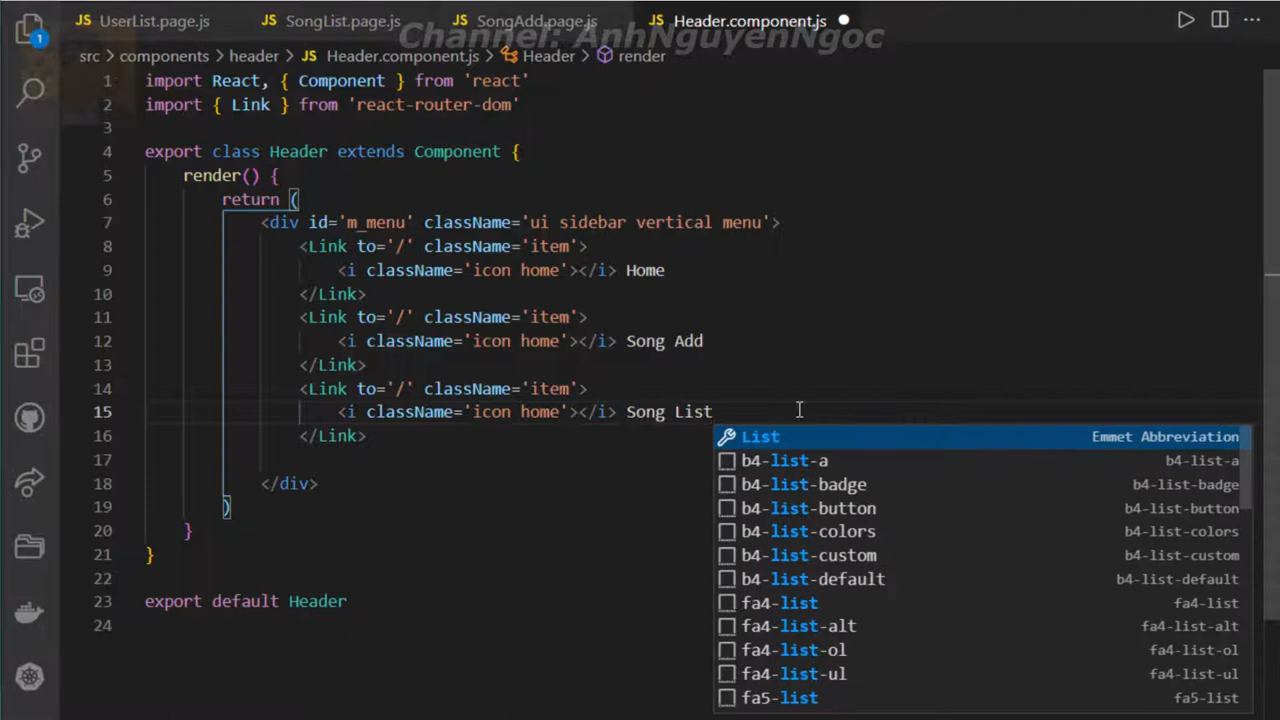 UserList.page.js SongList.page.js SongAdd.page.js Header.component.js
Channel: AnhNguyenNgoc
src > components > header > Header.component.js > Header > render
1 import React, { Component } from 'react'
2 import { Link } from 'react-router-dom'
3
4 export class Header extends Component {
5 render() {
6 return (
7 <div id='m_menu' className='ui sidebar vertical menu'>
8 <Link to='/' className='item'>
9 <i className='icon home'></i> Home
10 </Link>
11 <Link to='/' className='item'>
12 <i className='icon home'></i> Song Add
13 </Link>
14 <Link to='/' className='item'>
15 <i className='icon home'></i> Song List
16 </Link>
17
18 </div>
19 )
20 }
21 }
22
23 export default Header
24
List Emmet Abbreviation
b4-list-a b4-list-a
b4-list-badge b4-list-badge
b4-list-button b4-list-button
b4-list-colors b4-list-colors
b4-list-custom b4-list-custom
b4-list-default b4-list-default
fa4-list fa4-list
fa4-list-alt fa4-list-alt
fa4-list-ol fa4-list-ol
fa4-list-ul fa4-list-ul
fa5-list fa5-list
1